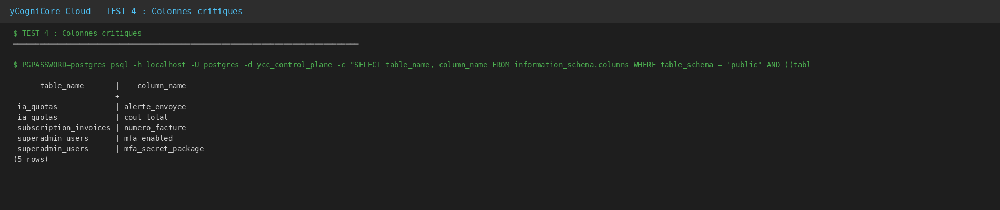 yCogniCore Cloud — TEST 4 : Colonnes critiques
$ TEST 4 : Colonnes critiques
══════════════════════════════════════════════════════════════════════════════
$ PGPASSWORD=postgres psql -h localhost -U postgres -d ycc_control_plane -c "SELECT table_name, column_name FROM information_schema.columns WHERE table_schema = 'public' AND ((tabl
      table_name       |    column_name
-----------------------+--------------------
 ia_quotas             | alerte_envoyee
 ia_quotas             | cout_total
 subscription_invoices | numero_facture
 superadmin_users      | mfa_enabled
 superadmin_users      | mfa_secret_package
(5 rows)